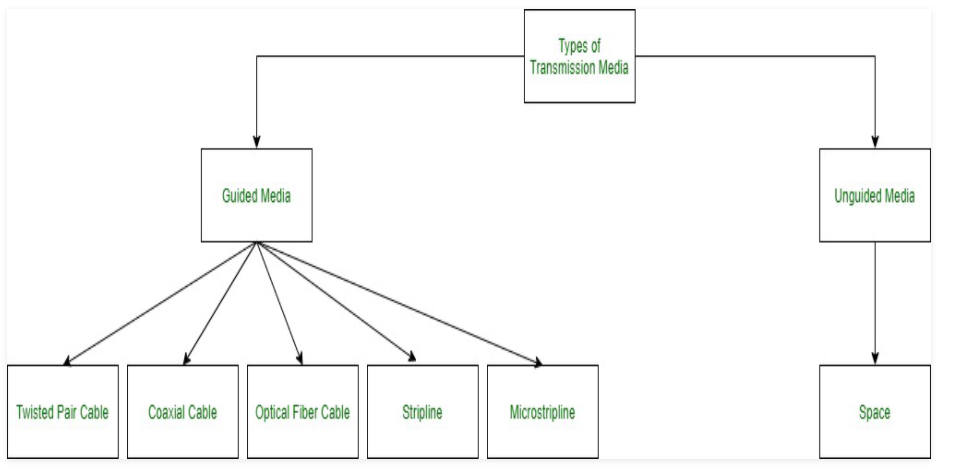 Types of
Transmission Media
Guided Media
Unguided Media
Twisted Pair Cable
Coaxial Cable
Optical Fiber Cable
Stripline
Microstripline
Space